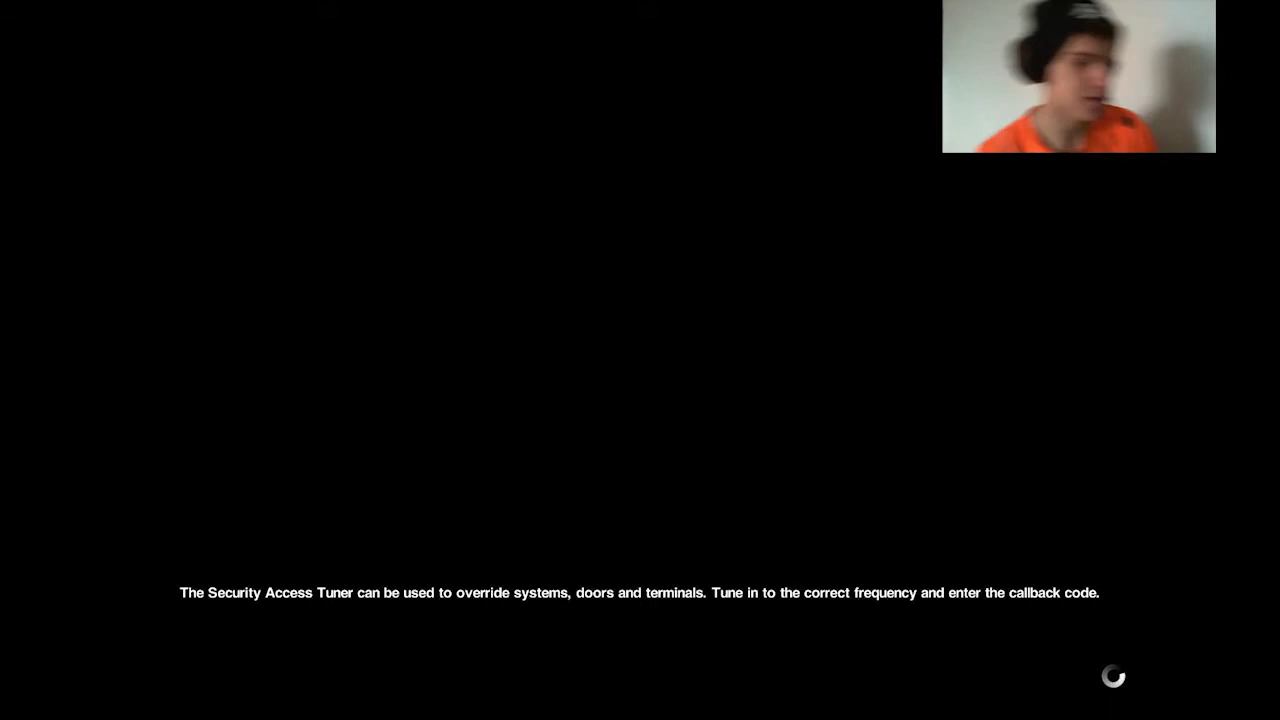 The Security Access Tuner can be used to override systems, doors and terminals. Tune in to the correct frequency and enter the callback code.